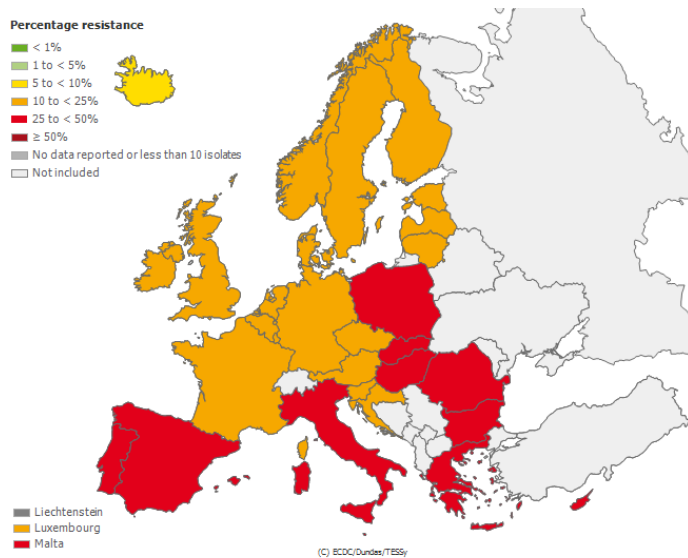 Percentage resistance
< 1%
1 to < 5%
5 to < 10%
10 to < 25%
25 to < 50%
≥ 50%
No data reported or less than 10 isolates
Not included
Liechtenstein
Luxembourg
Malta
(C) ECDC/Dundas/TESSy